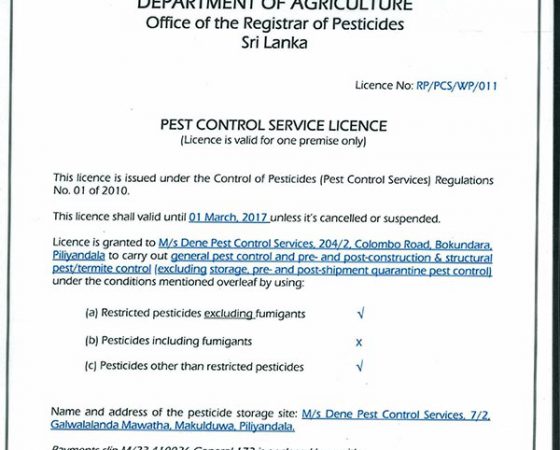 DEPARTMENT OF AGRICULTURE
Office of the Registrar of Pesticides
Sri Lanka
Licence No: RP/PCS/WP/011
PEST CONTROL SERVICE LICENCE
(Licence is valid for one premise only)
This licence is issued under the Control of Pesticides (Pest Control Services) Regulations
No. 01 of 2010.
This licence shall valid until 01 March, 2017 unless it's cancelled or suspended.
Licence is granted to M/s Dene Pest Control Services, 204/2, Colombo Road, Bokundara,
Piliyandala to carry out general pest control and pre- and post-construction & structural
pest/termite control (excluding storage, pre- and post-shipment quarantine pest control)
under the conditions mentioned overleaf by using:
(a) Restricted pesticides excluding fumigants √
(b) Pesticides including fumigants x
(c) Pesticides other than restricted pesticides √
Name and address of the pesticide storage site: M/s Dene Pest Control Services, 7/2,
Galwalalanda Mawatha, Makulduwa, Piliyandala.